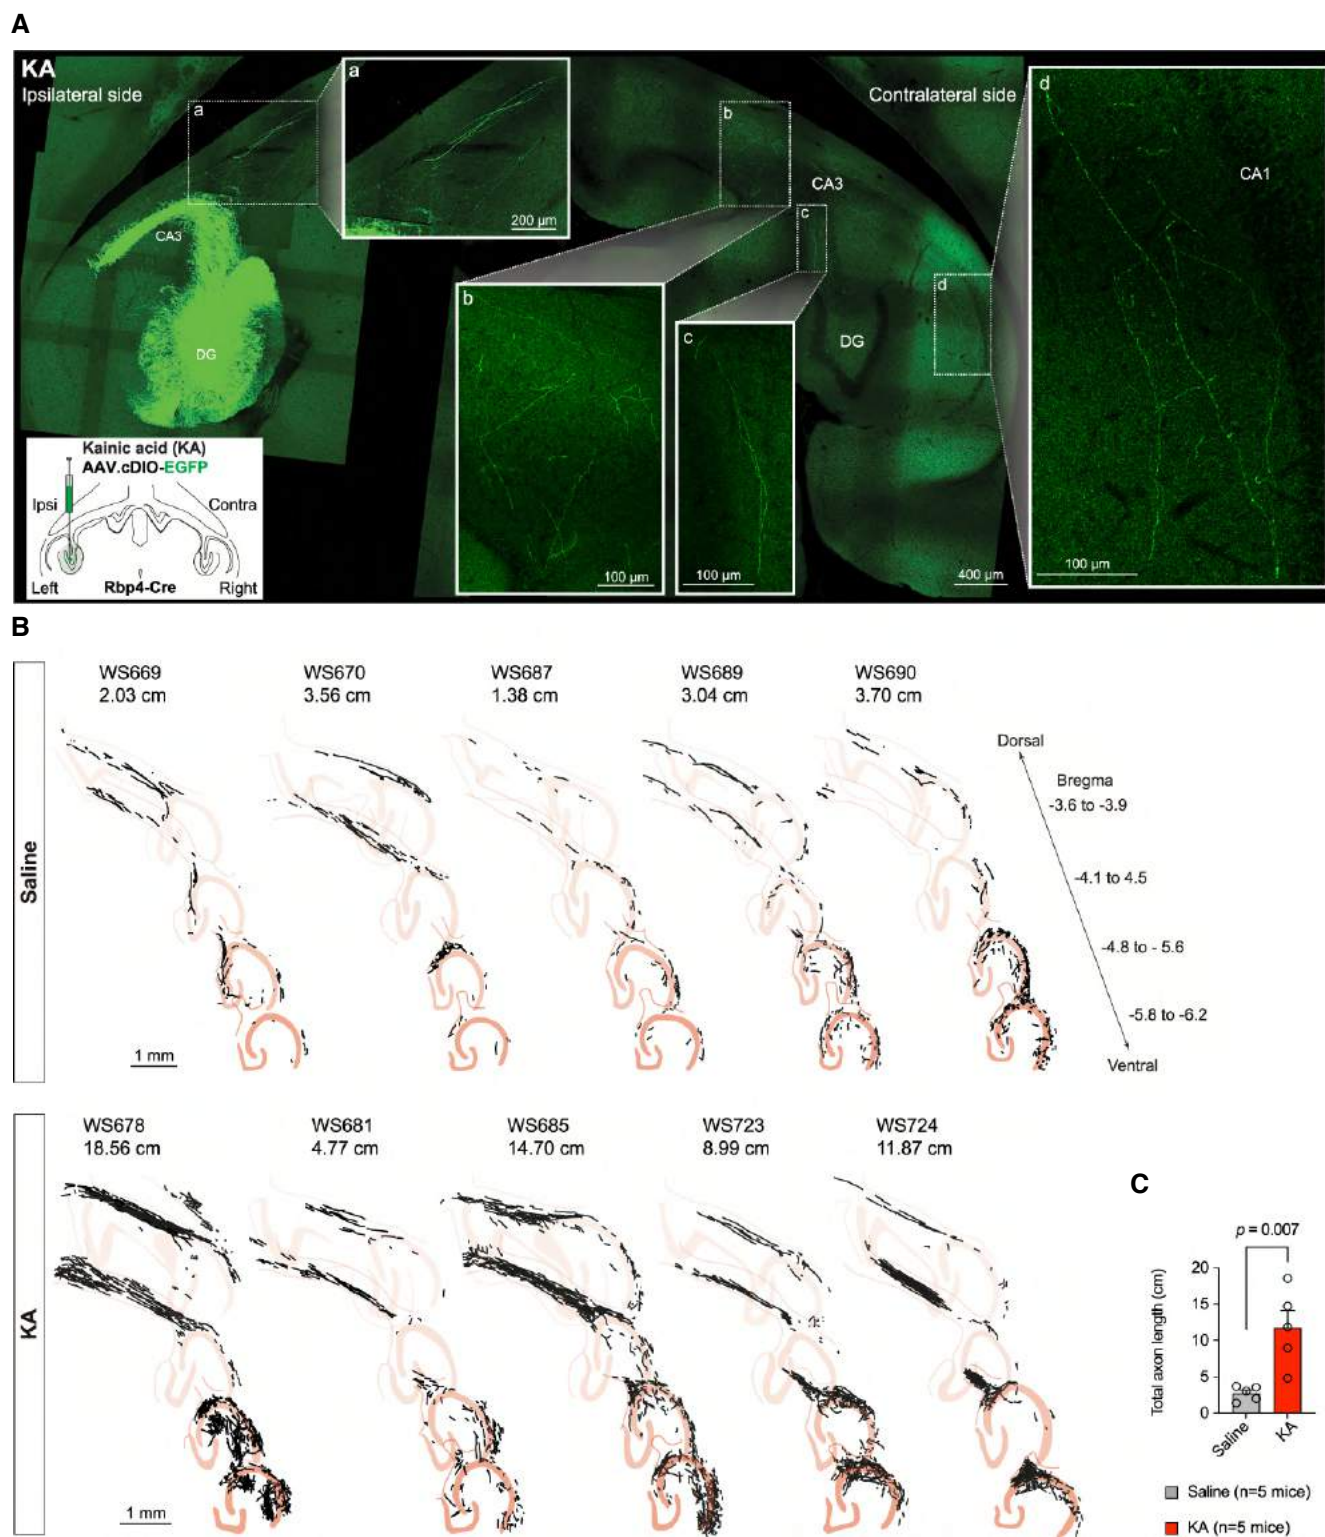 A
KA
Ipsilateral side
a
a
200 µm
CA3
DG
Contralateral side
b
CA3
c
d
DG
400 µm
b
100 µm
c
100 µm
d
CA1
100 µm
Kainic acid (KA)
AAV.cDIO-EGFP
Ipsi
Contra
Left
Rbp4-Cre
Right
B
Saline
WS669
2.03 cm
WS670
3.56 cm
WS687
1.38 cm
WS689
3.04 cm
WS690
3.70 cm
Dorsal
Bregma
-3.6 to -3.9
-4.1 to 4.5
-4.8 to - 5.6
-5.8 to -6.2
Ventral
1 mm
KA
WS678
18.56 cm
WS681
4.77 cm
WS685
14.70 cm
WS723
8.99 cm
WS724
11.87 cm
1 mm
C
p = 0.007
Total axon length (cm)
20
15
10
5
0
Saline
KA
Saline (n=5 mice)
KA (n=5 mice)